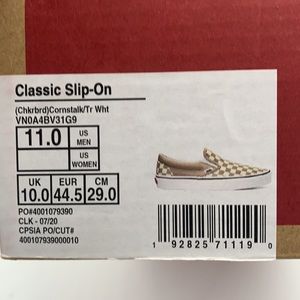 Classic Slip-On
(Chkrbrd)Cornstalk/Tr Wht
VN0A4BV31G9
11.0 US MEN
US WOMEN
UK EUR CM
10.0 44.5 29.0
PO#4001079390
CLK - 07/20
CPSIA PO/CUT#
400107939000010
1 92825 71119 0